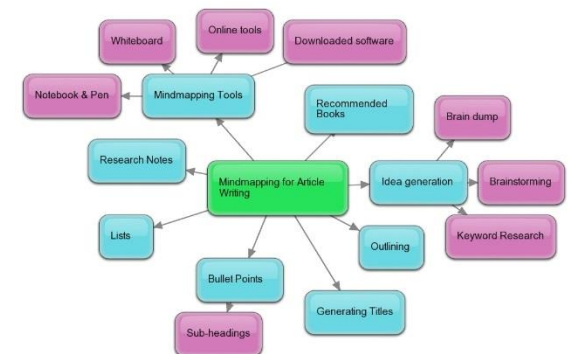 Online tools
Whiteboard
Downloaded software
Notebook & Pen
Mindmapping Tools
Recommended
Books
Brain dump
Research Notes
Mindmapping for Article
Writing
Idea generation
Brainstorming
Lists
Outlining
Keyword Research
Bullet Points
Generating Titles
Sub-headings